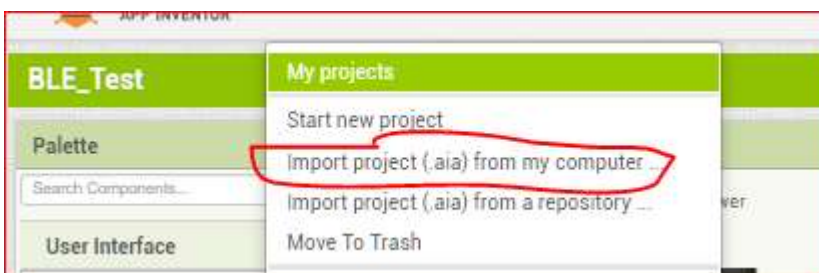 APP INVENTOR
BLE_Test
My projects
Start new project
Palette
Import project (.aia) from my computer ...
Search Components...
Import project (.aia) from a repository ...
wer
User Interface
Move To Trash